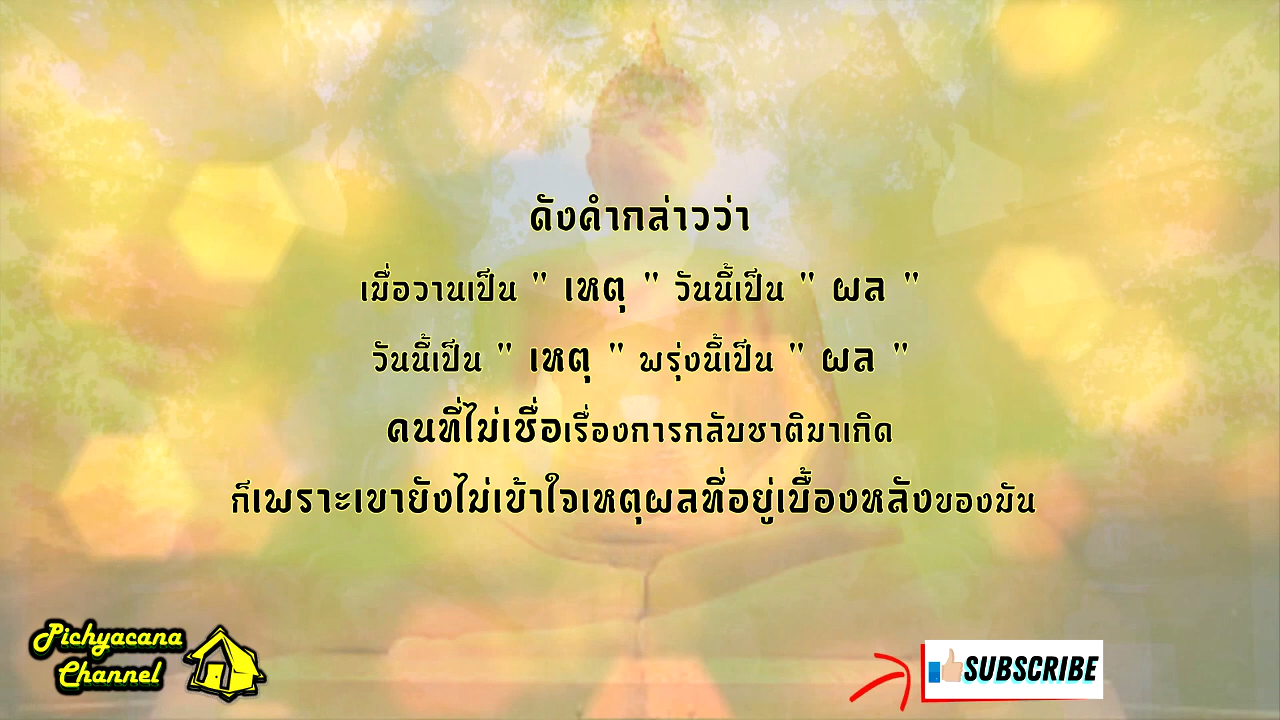 ดังคำกล่าวว่า
เมื่อวานเป็น " เหตุ " วันนี้เป็น " ผล "
วันนี้เป็น " เหตุ " พรุ่งนี้เป็น " ผล "
คนที่ไม่เชื่อเรื่องการกลับชาติมาเกิด
ก็เพราะเขายังไม่เข้าใจเหตุผลที่อยู่เบื้องหลังของมัน
Pichyacana
Channel
SUBSCRIBE